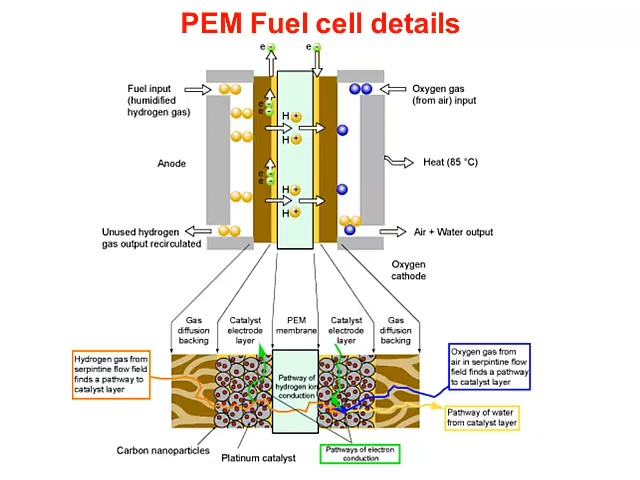 PEM Fuel cell details
e-
e-
Fuel input
(humidified
hydrogen gas)
Oxygen gas
(from air) input
e
e
H+
H+
Anode
Heat (85 °C)
e
e
H+
H+
Unused hydrogen
gas output recirculated
Air + Water output
Oxygen
cathode
Gas
diffusion
backing
Catalyst
electrode
layer
PEM
membrane
Catalyst
electrode
layer
Gas
diffusion
backing
Hydrogen gas from
serpintine flow field
finds a pathway to
catalyst layer
Pathway of
hydrogen ion
conduction
Oxygen gas from
air in serpintine flow
field finds a pathway
to catalyst layer
Pathway of water
from catalyst layer
Carbon nanoparticles
Platinum catalyst
Pathways of electron
conduction